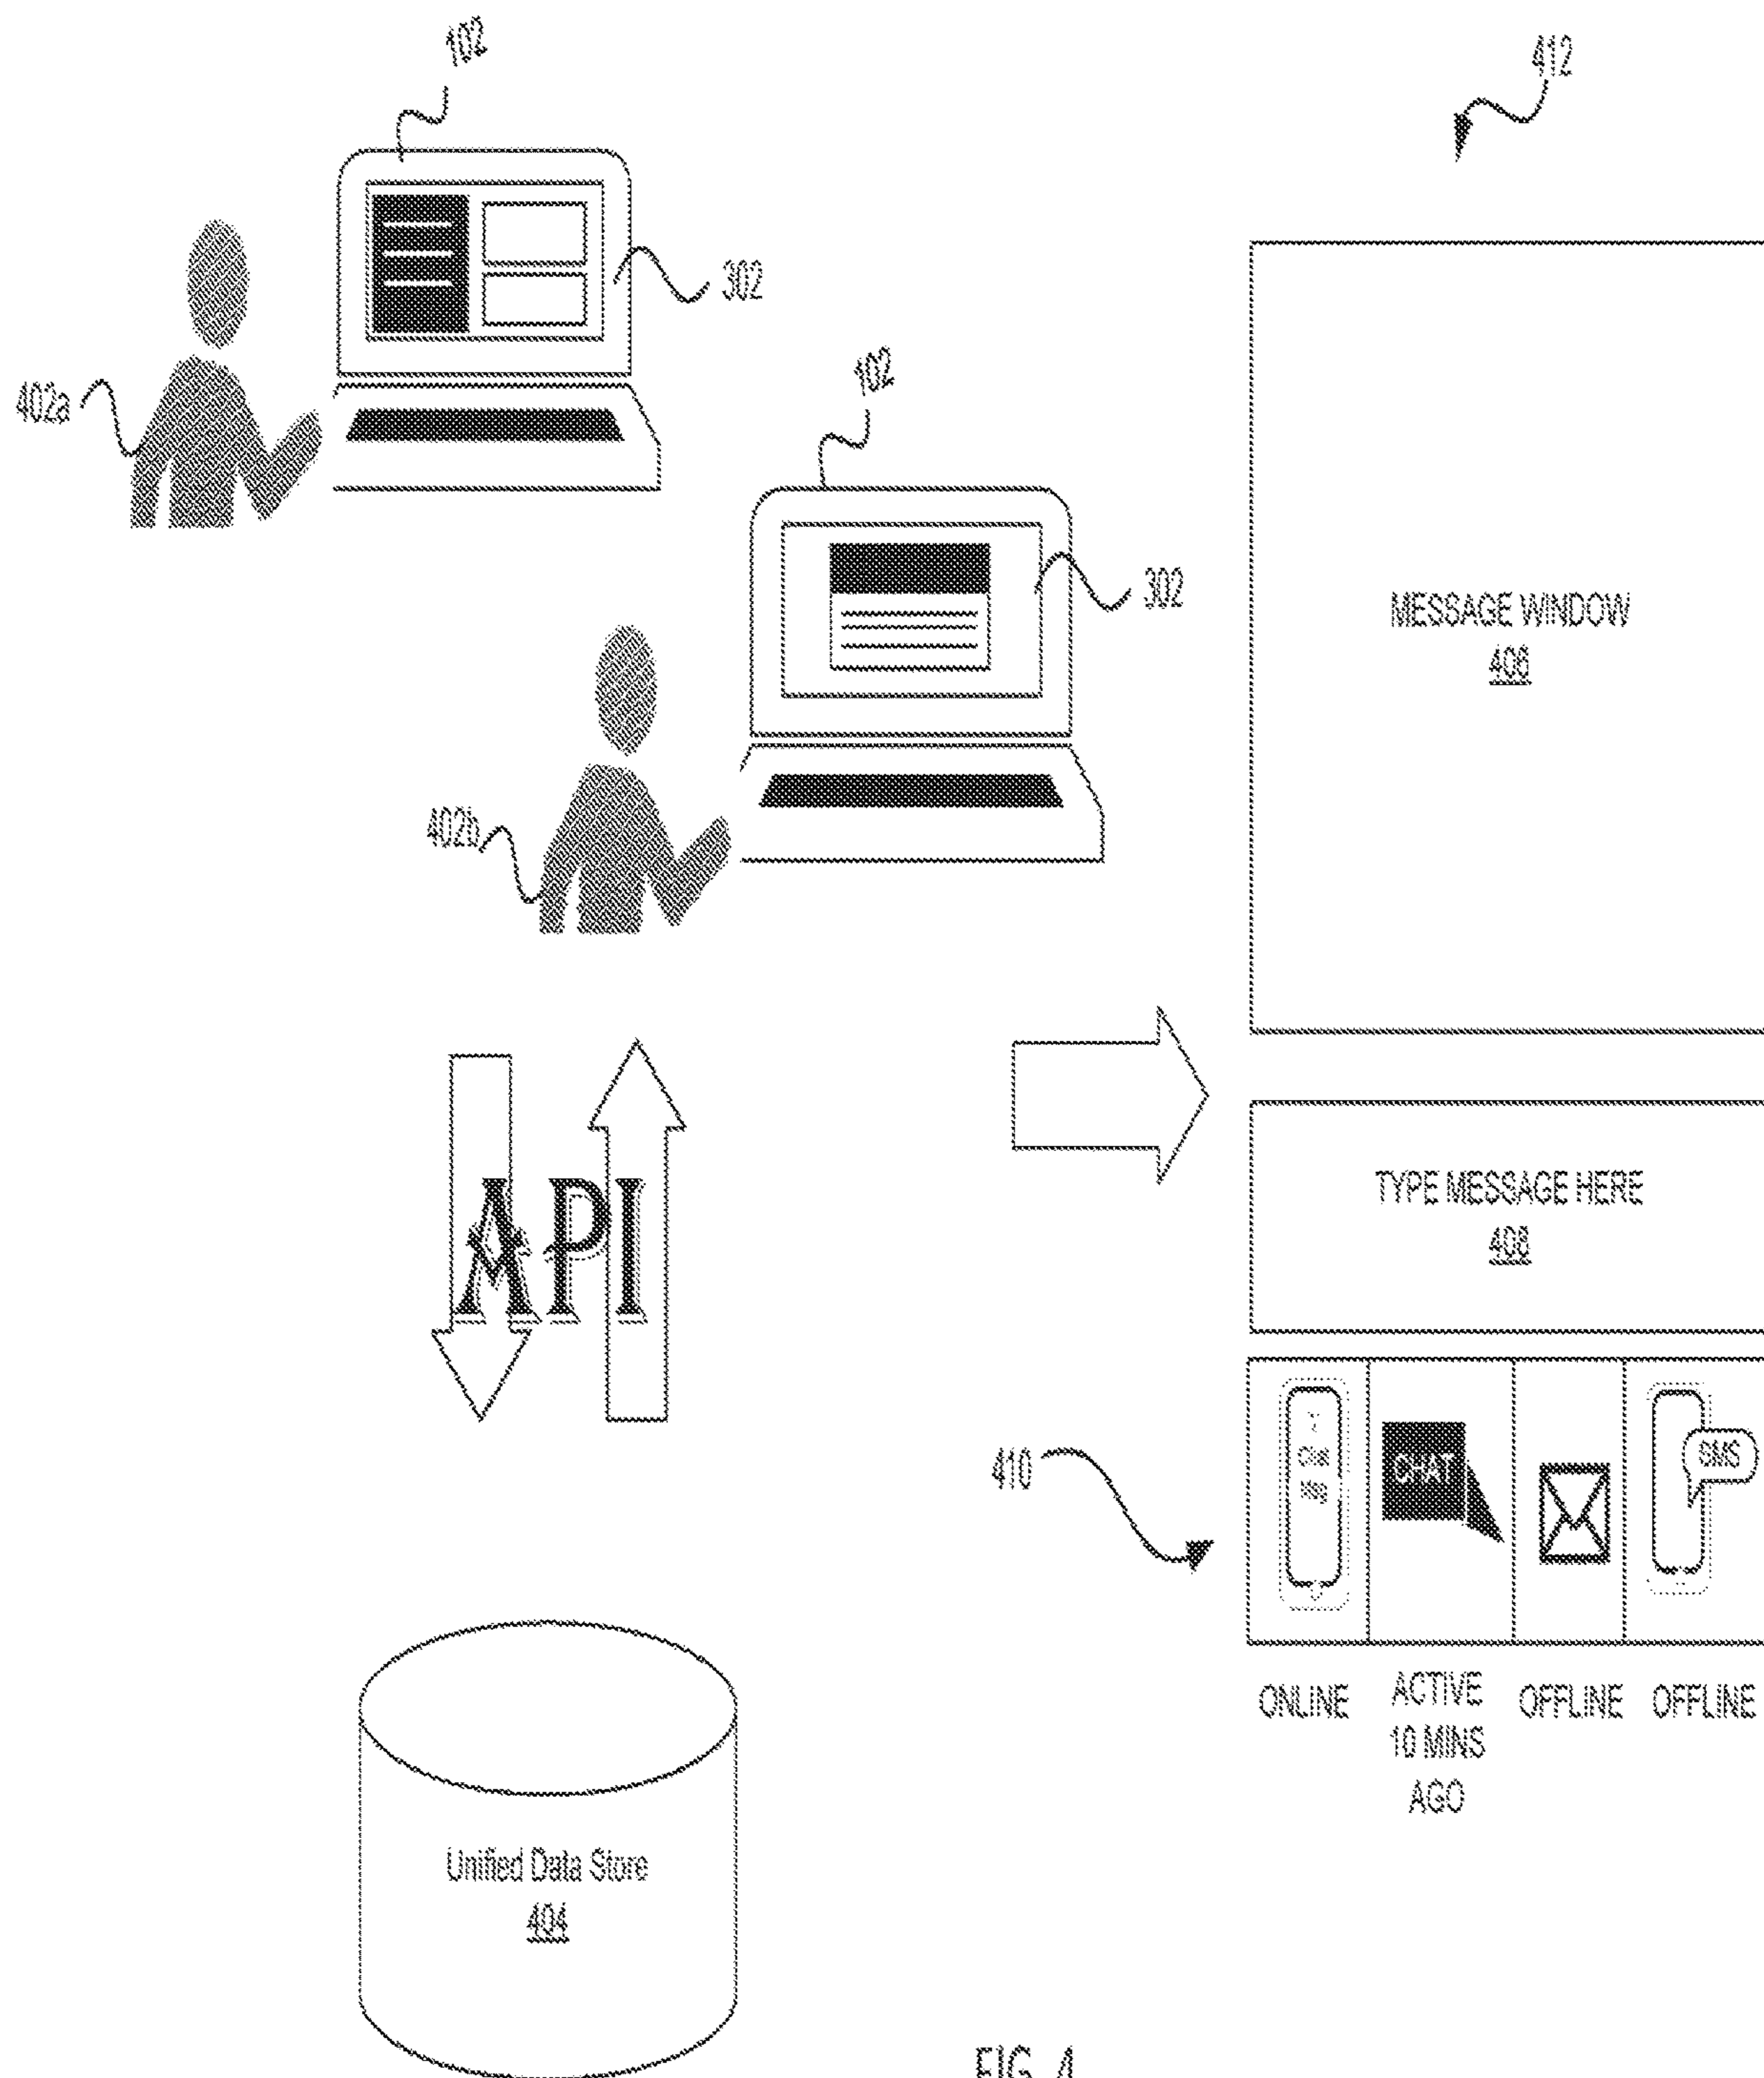 102
412
302
402a
102
302
MESSAGE WINDOW
406
402b
TYPE MESSAGE HERE
408
API
CHAT
SMS
410
ONLINE
ACTIVE
10 MINS
AGO
OFFLINE
OFFLINE
Unified Data Store
404
FIG. 4